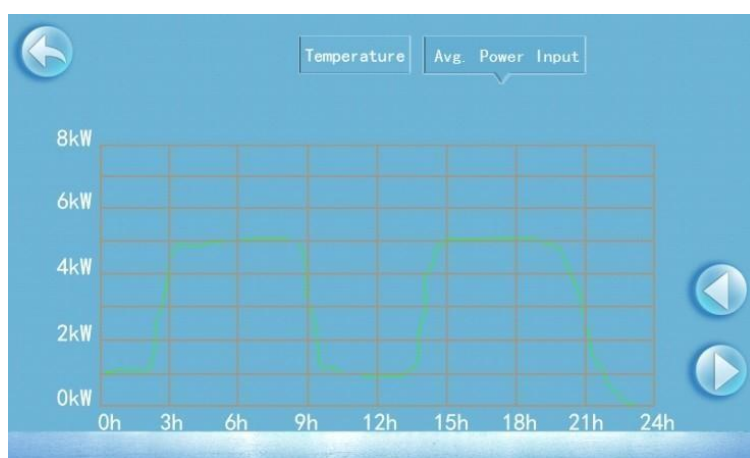 Temperature
Avg. Power Input
8kW
6kW
4kW
2kW
0kW
0h 3h 6h 9h 12h 15h 18h 21h 24h